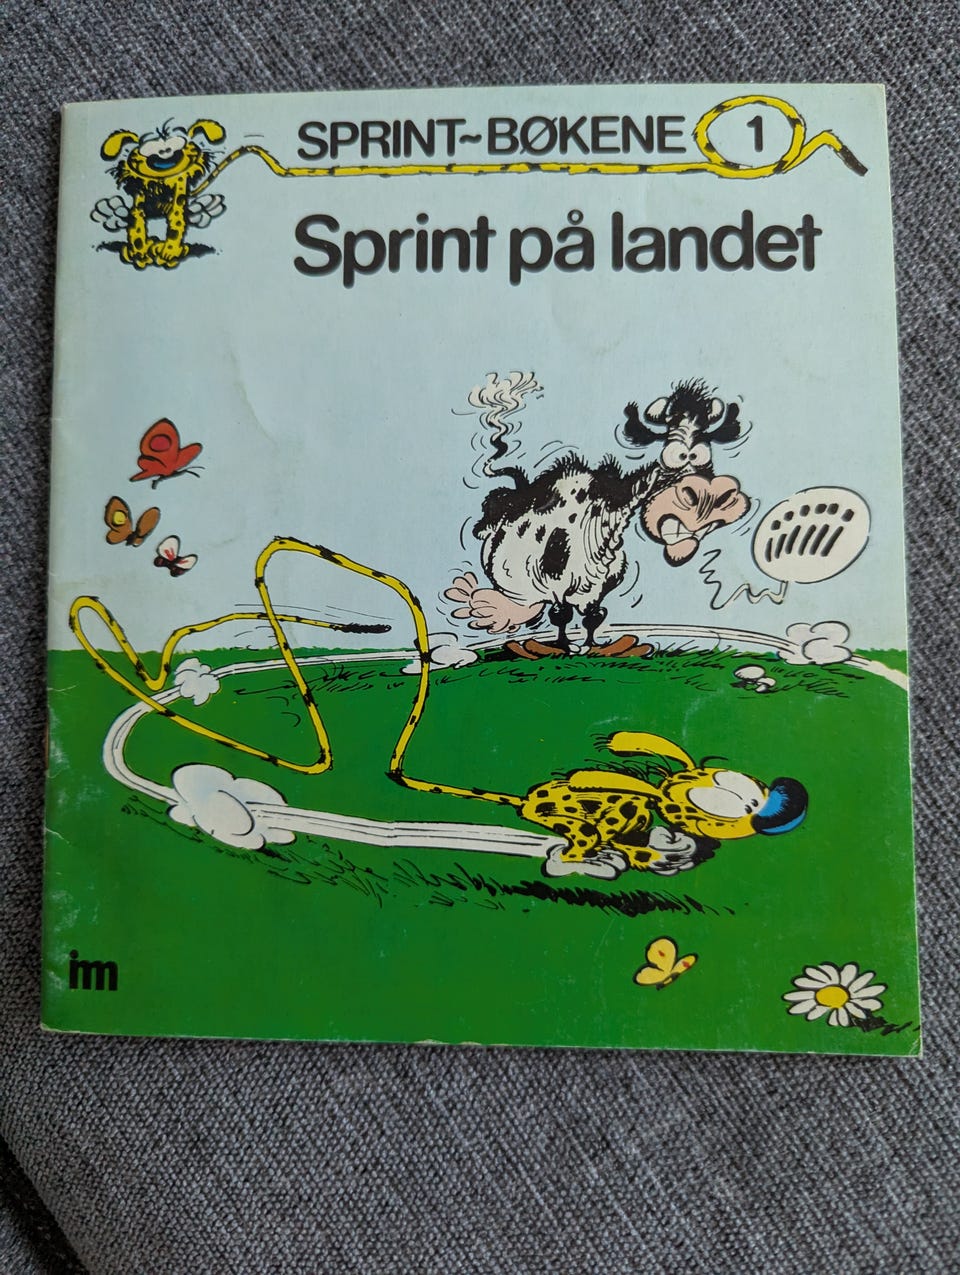 SPRINT~BØKENE 1
Sprint på landet
im